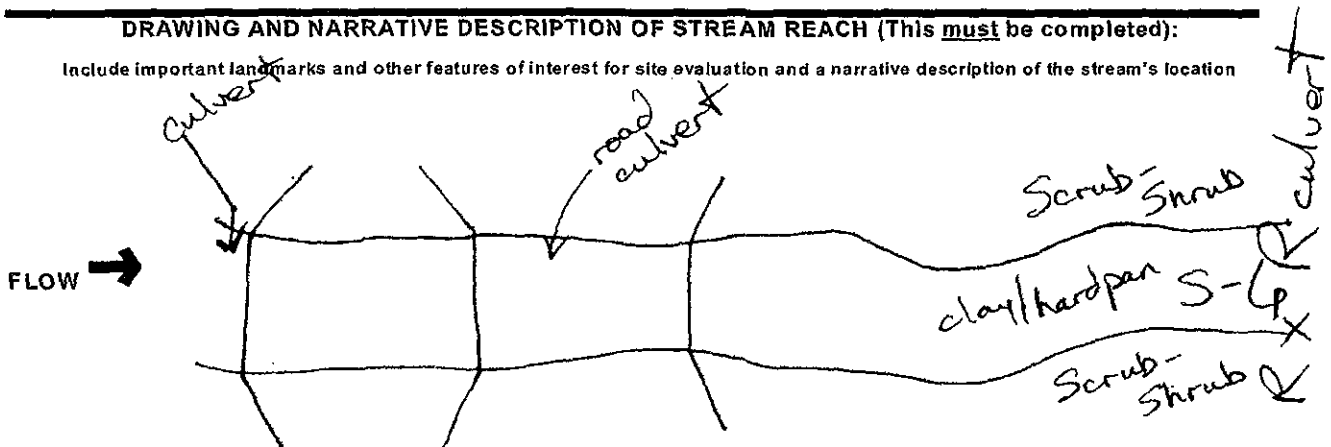 DRAWING AND NARRATIVE DESCRIPTION OF STREAM REACH (This must be completed):
Include important landmarks and other features of interest for site evaluation and a narrative description of the stream's location
culvert
road
culvert
culvert
Scrub-
Shrub
FLOW
clay/hardpan
Scrub-
Shrub